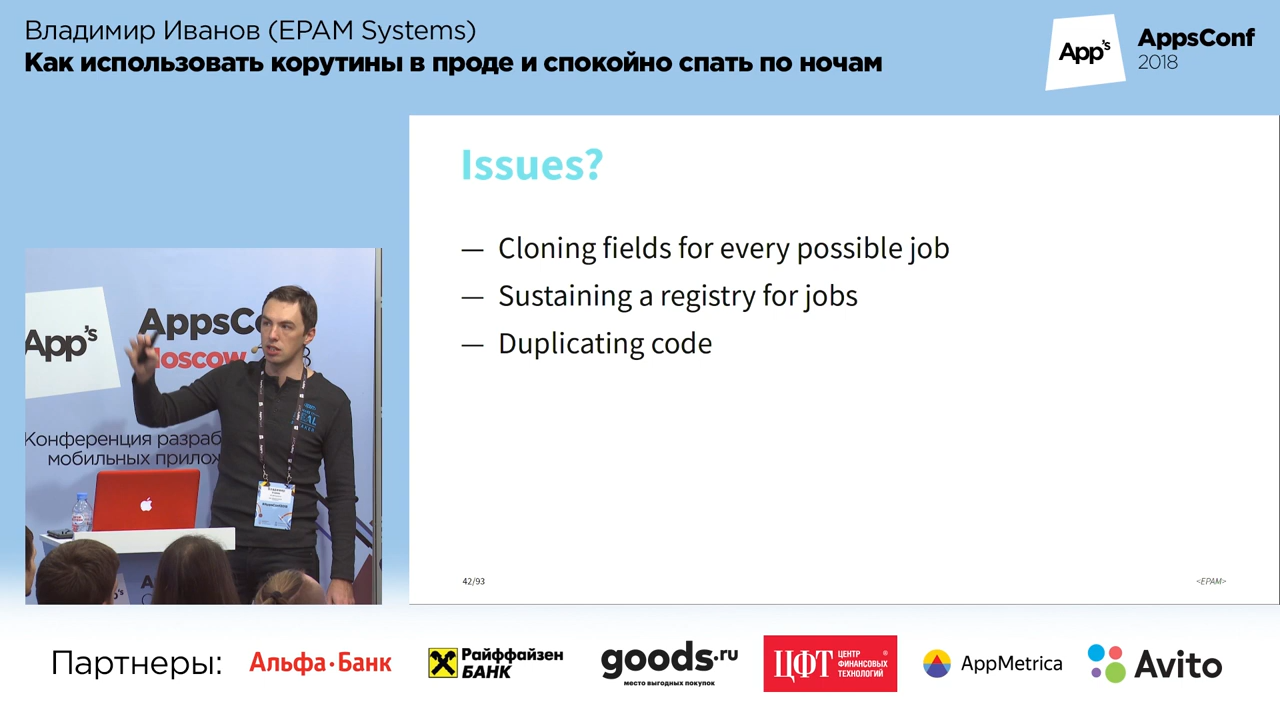 Владимир Иванов (EPAM Systems)
Как использовать корутины в проде и спокойно спать по ночам
App's
AppsConf
2018
Issues?
— Cloning fields for every possible job
— Sustaining a registry for jobs
— Duplicating code
42/93
<EPAM>
App's
AppsCo
Moscow
Конференция разраб
мобильных прилож
Партнеры:
Альфа·Банк
Райффайзен
БАНК
goods.ru
место выгодных покупок
ЦФТ
ЦЕНТР
ФИНАНСОВЫХ
ТЕХНОЛОГИЙ
®
AppMetrica
Avito